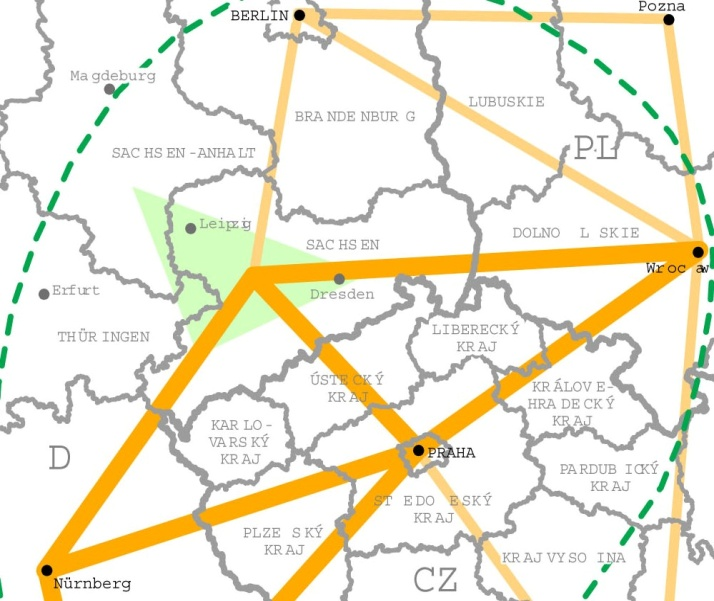 BERLIN
Pozna
Magdeburg
LUBUSKIE
BRANDENBURG
SACHSEN-ANHALT
PL
Leipzig
DOLNO L SKIE
SACHSEN
Wroc aw
Erfurt
Dresden
THÜRINGEN
LIBERECKÝ
KRAJ
ÚSTECKÝ
KRAJ
KRÁLOVE-
HRADECKÝ
KRAJ
KARLO-
VARSKÝ
KRAJ
D
PRAHA
PARDUBICKÝ
KRAJ
ST EDO ESKÝ
KRAJ
PLZE SKÝ
KRAJ
KRAJ VYSO INA
CZ
Nürnberg